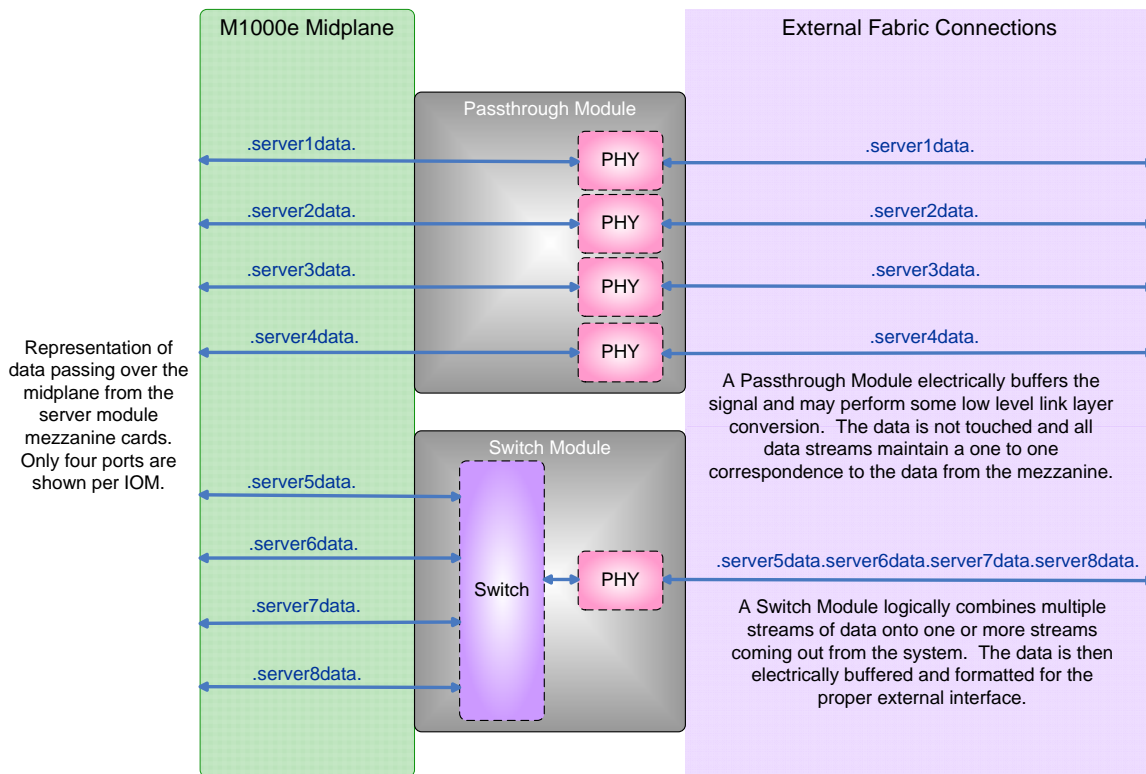 M1000e Midplane
External Fabric Connections
Passthrough Module
.server1data.
PHY
.server1data.
.server2data.
PHY
.server2data.
.server3data.
PHY
.server3data.
.server4data.
PHY
.server4data.
Representation of
data passing over the
midplane from the
server module
mezzanine cards.
Only four ports are
shown per IOM.
A Passthrough Module electrically buffers the
signal and may perform some low level link layer
conversion.  The data is not touched and all
data streams maintain a one to one
correspondence to the data from the mezzanine.
Switch Module
.server5data.
.server6data.
.server7data.
.server8data.
Switch
PHY
.server5data.server6data.server7data.server8data.
A Switch Module logically combines multiple
streams of data onto one or more streams
coming out from the system.  The data is then
electrically buffered and formatted for the
proper external interface.